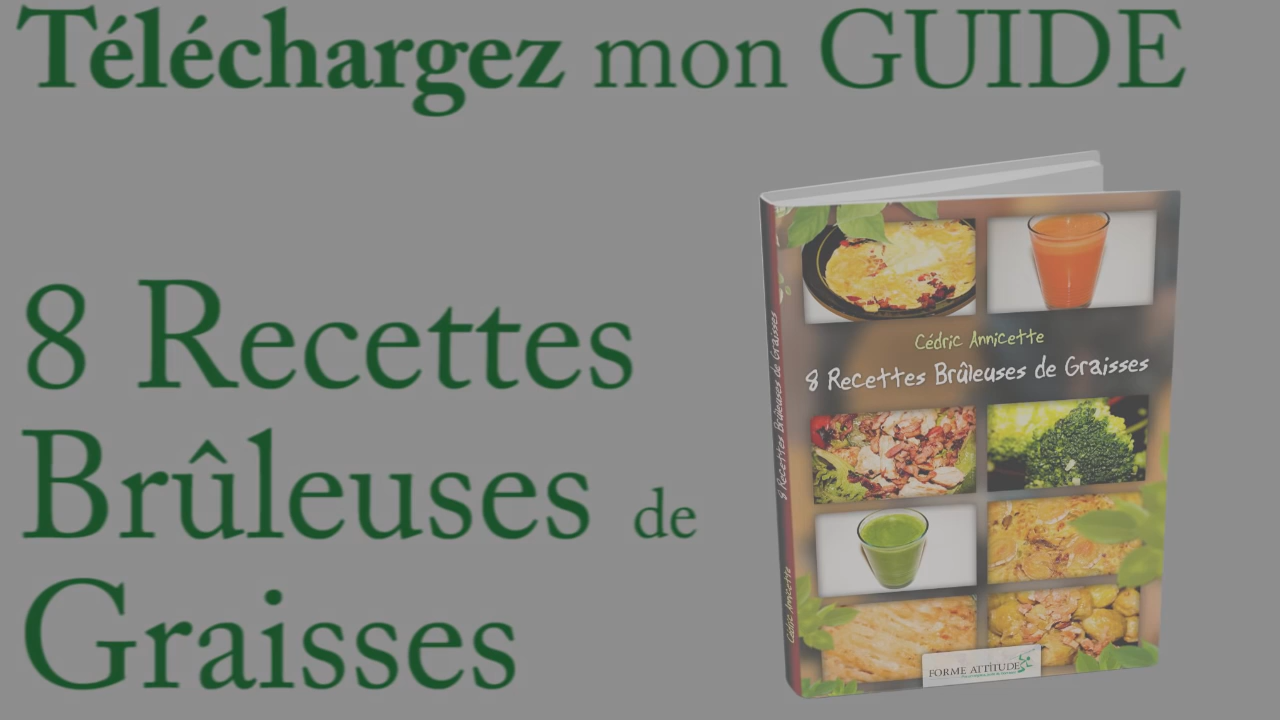 Téléchargez mon GUIDE
8 Recettes
Brûleuses de
Graisses
Cédric Annicette
8 Recettes Brûleuses de Graisses
8 Recettes Brûleuses de Graisses
Cédric Annicette
FORME ATTITUDE